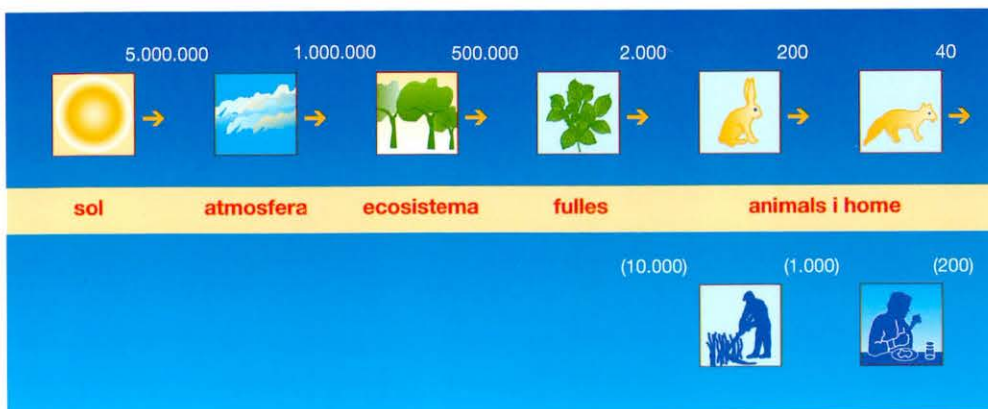 5.000.000 1.000.000 500.000 2.000 200 40
sol atmosfera ecosistema fulles animals i home
(10.000) (1.000) (200)